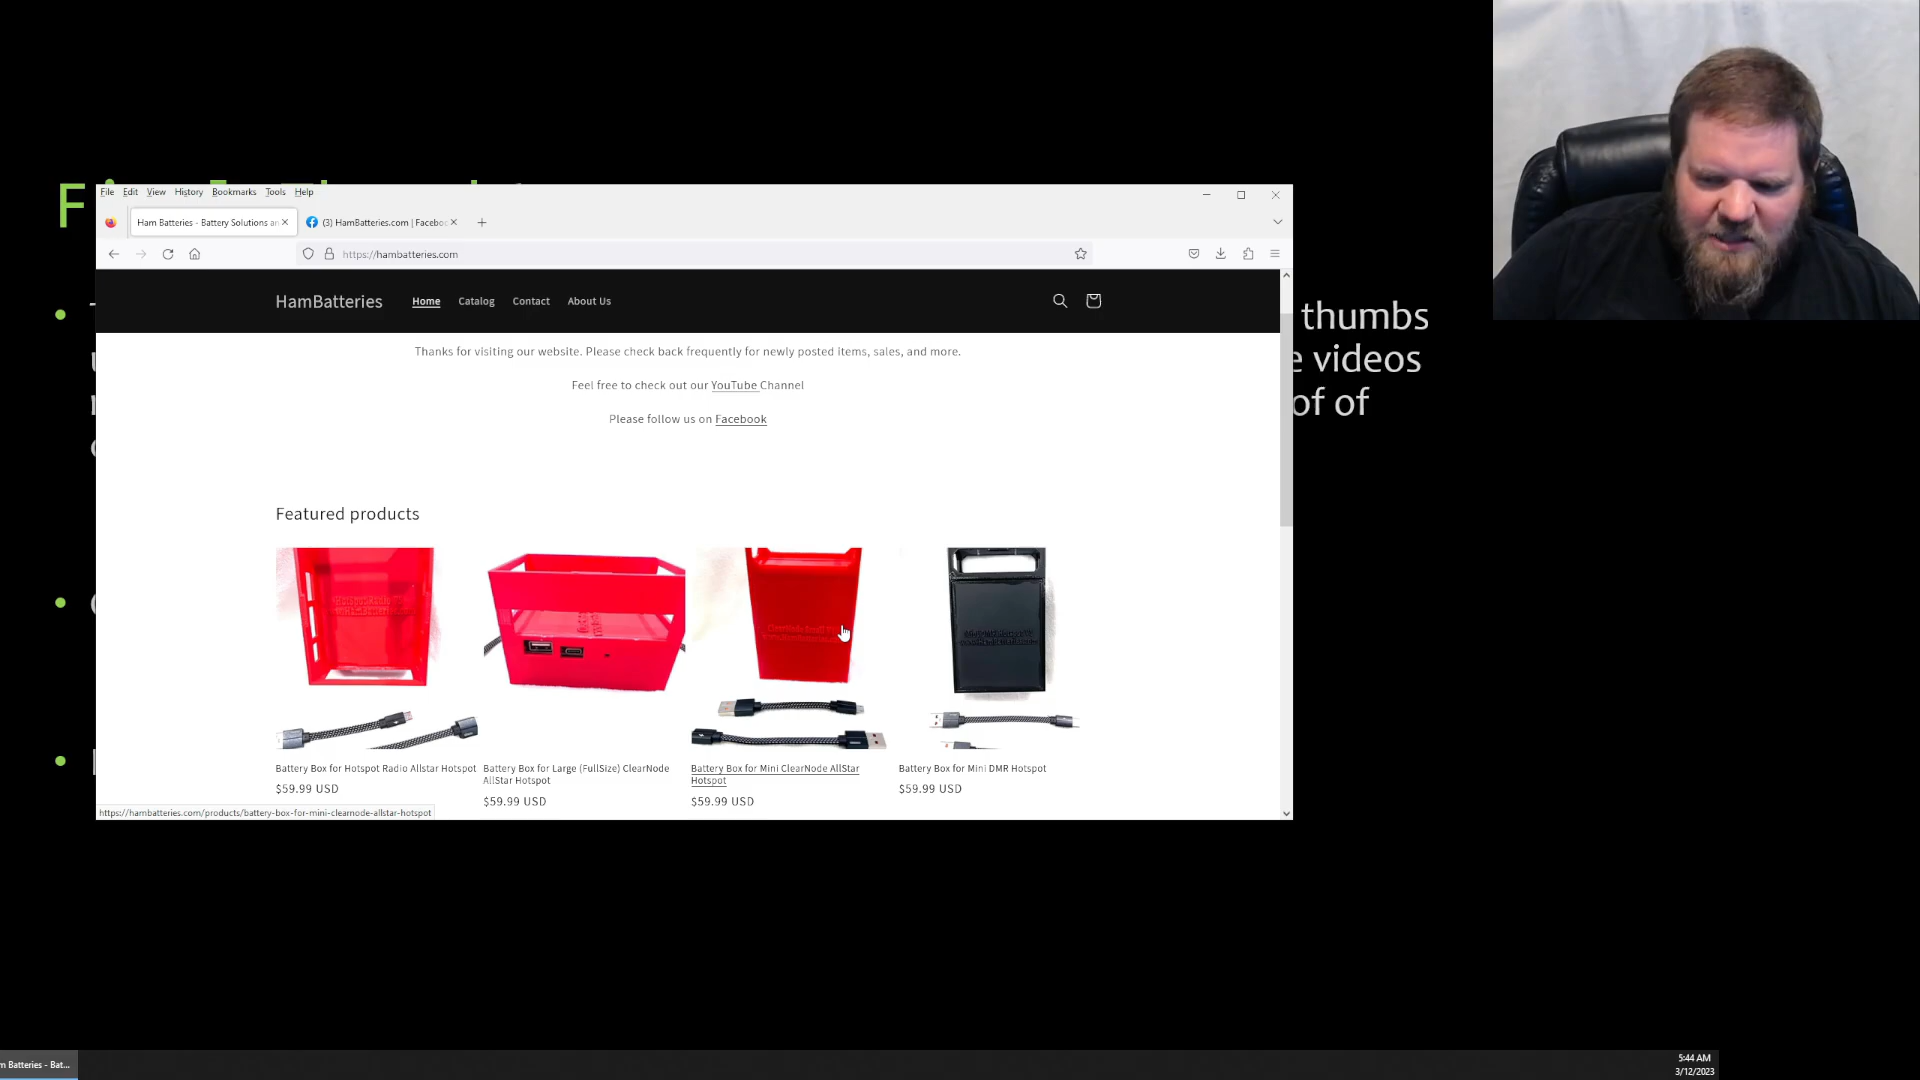 File Edit View History Bookmarks Tools Help
Ham Batteries - Battery Solutions an
(3) HamBatteries.com | Faceboo
https://hambatteries.com
HamBatteries Home Catalog Contact About Us
thumbs
videos
of of
Thanks for visiting our website. Please check back frequently for newly posted items, sales, and more.
Feel free to check out our YouTube Channel
Please follow us on Facebook
Featured products
Battery Box for Hotspot Radio Allstar Hotspot
$59.99 USD
Battery Box for Large (FullSize) ClearNode
AllStar Hotspot
$59.99 USD
Battery Box for Mini ClearNode AllStar
Hotspot
$59.99 USD
Battery Box for Mini DMR Hotspot
$59.99 USD
https://hambatteries.com/products/battery-box-for-mini-clearnode-allstar-hotspot
m Batteries - Bat...
5:44 AM
3/12/2023